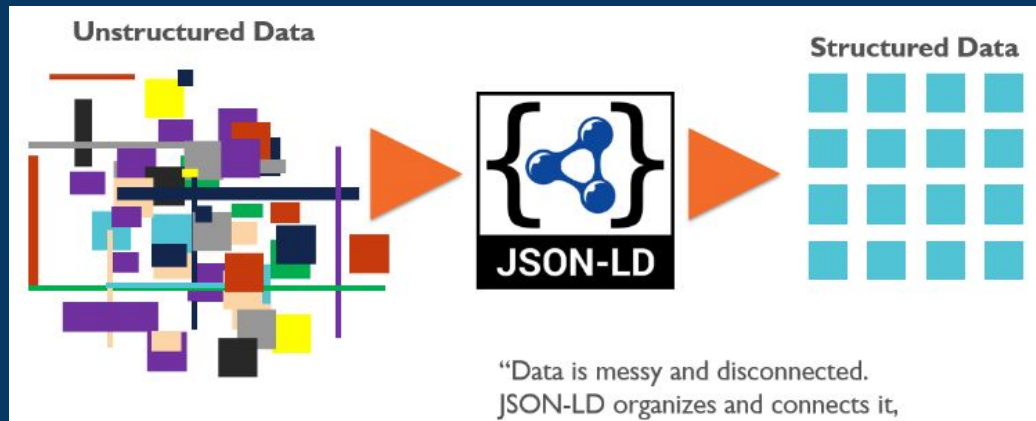 Unstructured Data
Structured Data
{ }
JSON-LD
“Data is messy and disconnected.
JSON-LD organizes and connects it,